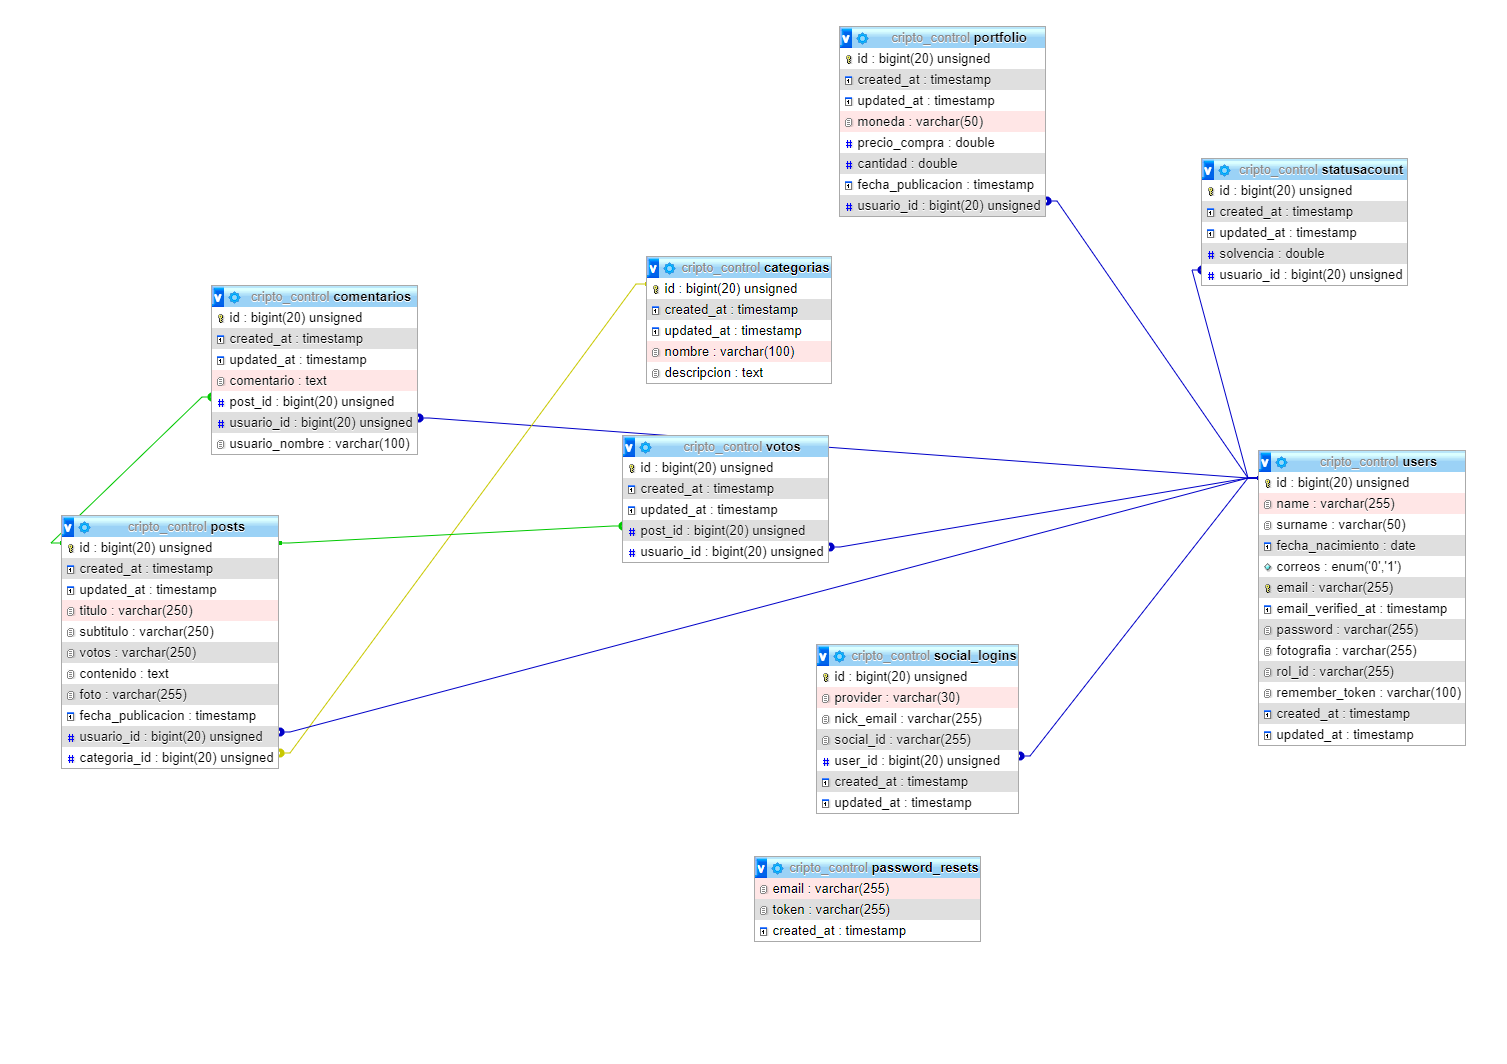 cripto_control portfolio
id : bigint(20) unsigned
created_at : timestamp
updated_at : timestamp
moneda : varchar(50)
precio_compra : double
cantidad : double
fecha_publicacion : timestamp
usuario_id : bigint(20) unsigned
cripto_control statusacount
id : bigint(20) unsigned
created_at : timestamp
updated_at : timestamp
solvencia : double
usuario_id : bigint(20) unsigned
cripto_control categorias
id : bigint(20) unsigned
created_at : timestamp
updated_at : timestamp
nombre : varchar(100)
descripcion : text
cripto_control comentarios
id : bigint(20) unsigned
created_at : timestamp
updated_at : timestamp
comentario : text
post_id : bigint(20) unsigned
usuario_id : bigint(20) unsigned
usuario_nombre : varchar(100)
cripto_control votos
id : bigint(20) unsigned
created_at : timestamp
updated_at : timestamp
post_id : bigint(20) unsigned
usuario_id : bigint(20) unsigned
cripto_control users
id : bigint(20) unsigned
name : varchar(255)
surname : varchar(50)
fecha_nacimiento : date
correos : enum('0','1')
email : varchar(255)
email_verified_at : timestamp
password : varchar(255)
fotografia : varchar(255)
rol_id : varchar(255)
remember_token : varchar(100)
created_at : timestamp
updated_at : timestamp
cripto_control posts
id : bigint(20) unsigned
created_at : timestamp
updated_at : timestamp
titulo : varchar(250)
subtitulo : varchar(250)
votos : varchar(250)
contenido : text
foto : varchar(255)
fecha_publicacion : timestamp
usuario_id : bigint(20) unsigned
categoria_id : bigint(20) unsigned
cripto_control social_logins
id : bigint(20) unsigned
provider : varchar(30)
nick_email : varchar(255)
social_id : varchar(255)
user_id : bigint(20) unsigned
created_at : timestamp
updated_at : timestamp
cripto_control password_resets
email : varchar(255)
token : varchar(255)
created_at : timestamp